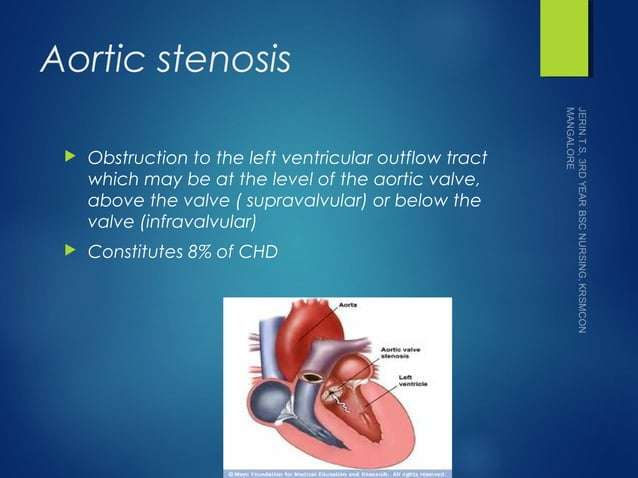 Aortic stenosis
Obstruction to the left ventricular outflow tract
which may be at the level of the aortic valve,
above the valve ( supravalvular) or below the
valve (infravalvular)
Constitutes 8% of CHD
JERIN T.S, 3RD YEAR BSC NURSING, KRSMCON
MANGALORE
Aorta
Aortic valve
stenosis
Left
ventricle
© Mayo Foundation for Medical Education and Research. All rights reserved.